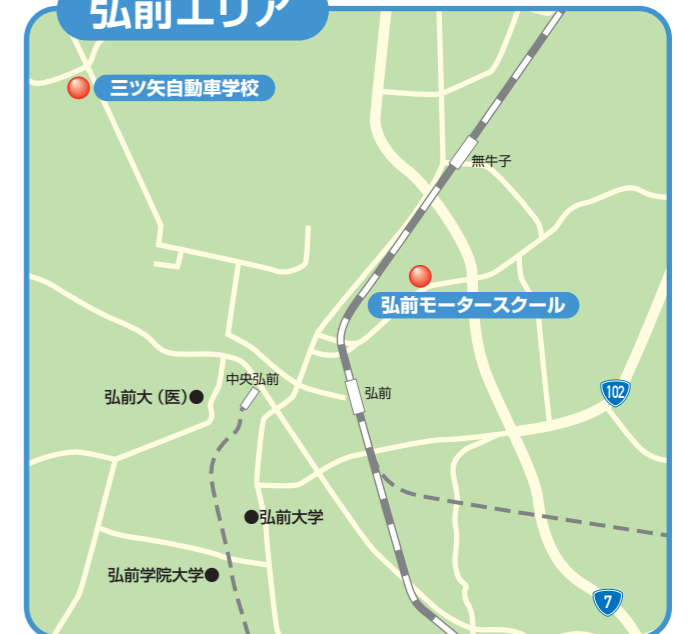 弘前エリア
三ツ矢自動車学校
無牛子
弘前モータースクール
中央弘前
弘前
弘前大（医）
102
弘前大学
弘前学院大学
7